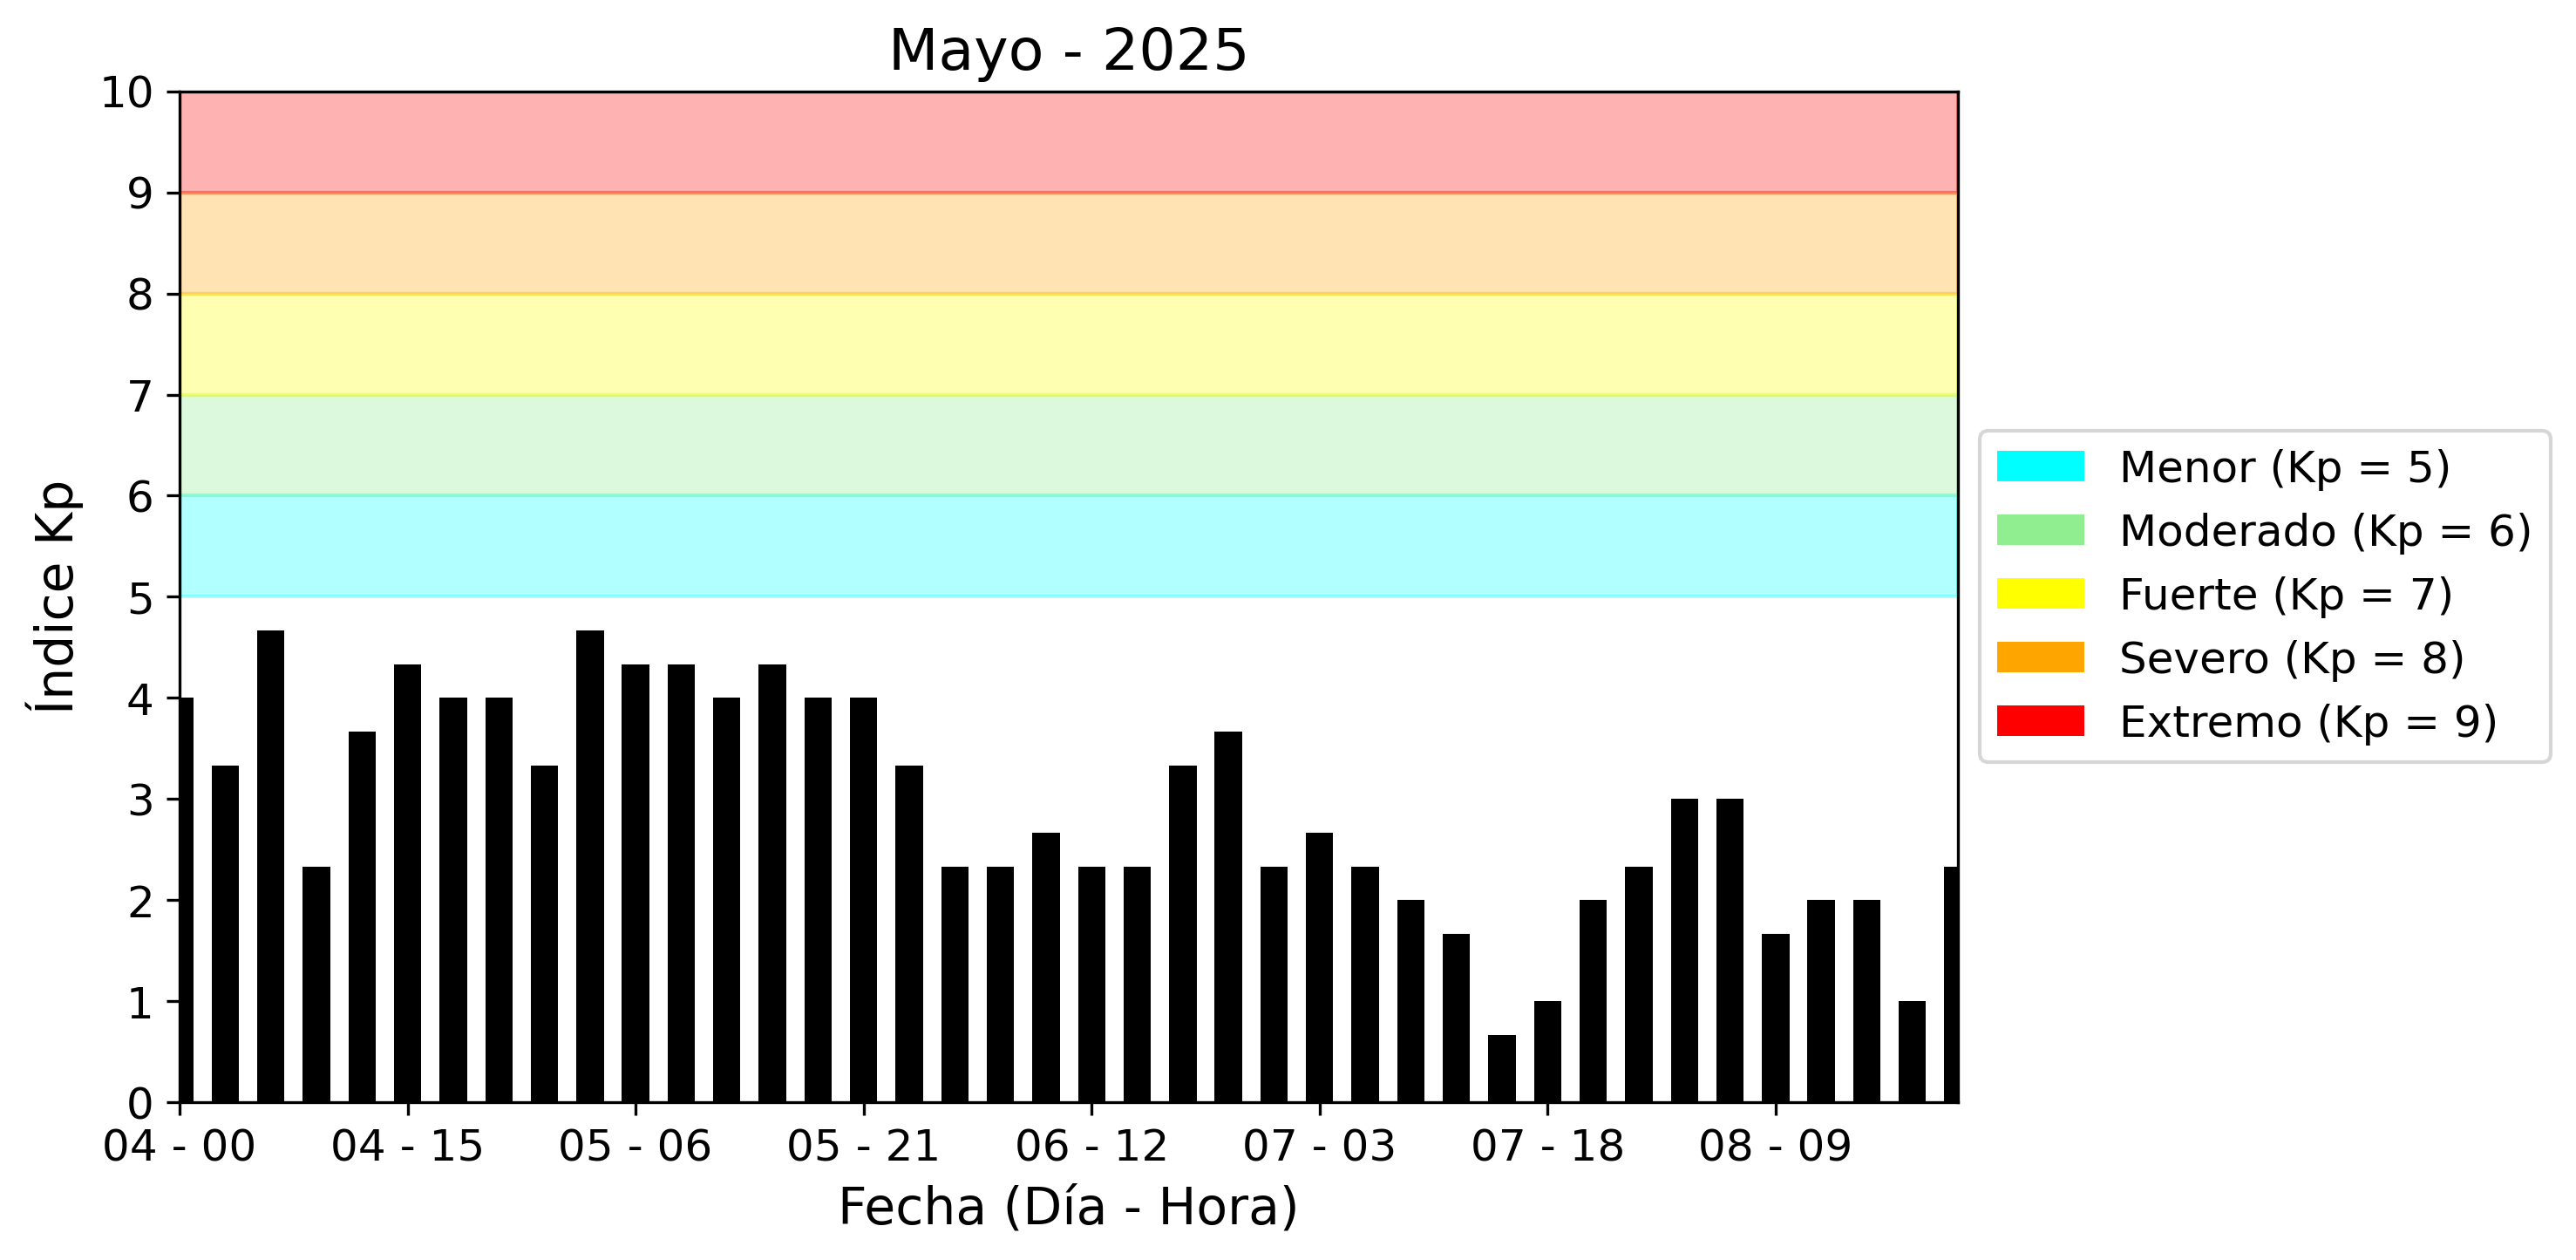 Mayo - 2025
10
9
8
7
6
5
4
3
2
1
0
Índice Kp
04 - 00
04 - 15
05 - 06
05 - 21
06 - 12
07 - 03
07 - 18
08 - 09
Fecha (Día - Hora)
Menor (Kp = 5)
Moderado (Kp = 6)
Fuerte (Kp = 7)
Severo (Kp = 8)
Extremo (Kp = 9)